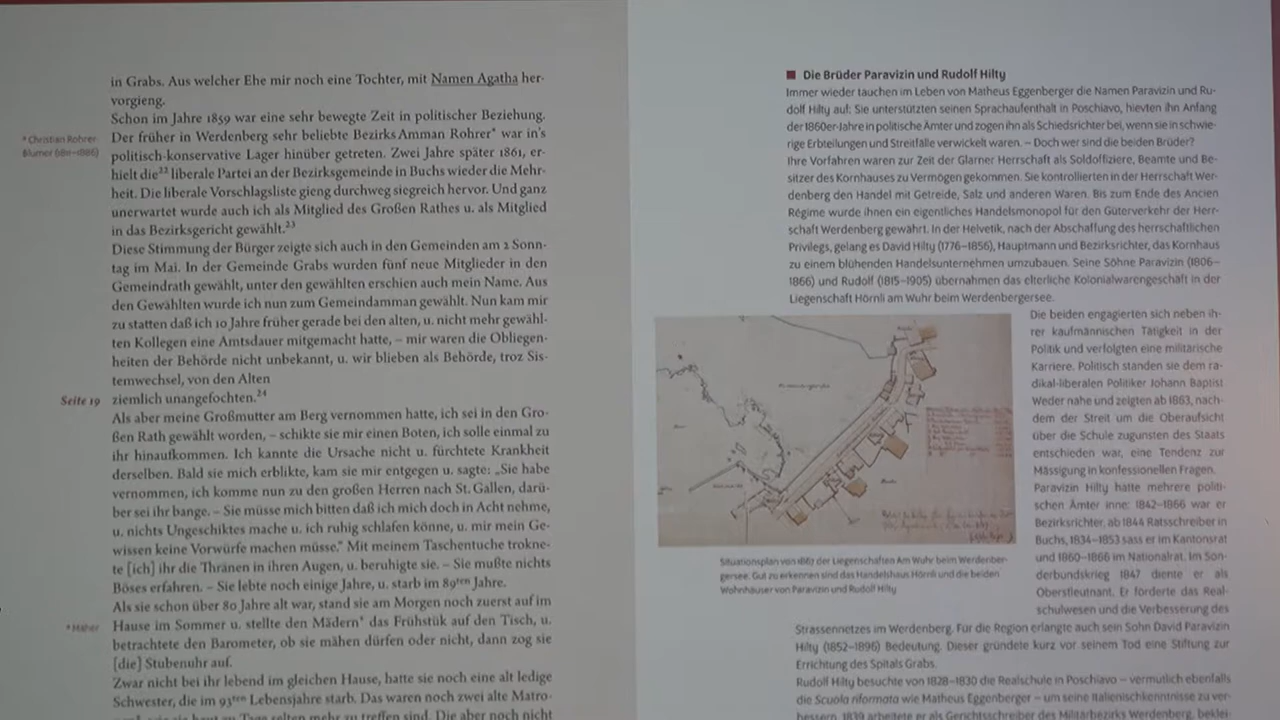 in Grabs. Aus welcher Ehe mir noch eine Tochter, mit Namen Agatha her-
vorgieng.
Schon im Jahre 1859 war eine sehr bewegte Zeit in politischer Beziehung.
* Christian Rohrer-
Blumer (1811–1886)
Der früher in Werdenberg sehr beliebte Bezirks Amman Rohrer* war in's
politisch-konservative Lager hinüber getreten. Zwei Jahre später 1861, er-
hielt die²² liberale Partei an der Bezirksgemeinde in Buchs wieder die Mehr-
heit. Die liberale Vorschlagsliste gieng durchweg siegreich hervor. Und ganz
unerwartet wurde auch ich als Mitglied des Großen Rathes u. als Mitglied
in das Bezirksgericht gewählt.²³
Diese Stimmung der Bürger zeigte sich auch in den Gemeinden am 2 Sonn-
tag im Mai. In der Gemeinde Grabs wurden fünf neue Mitglieder in den
Gemeindrath gewählt, unter den gewählten erschien auch mein Name. Aus
den Gewählten wurde ich nun zum Gemeindamman gewählt. Nun kam mir
zu statten daß ich 10 Jahre früher gerade bei den alten, u. nicht mehr gewähl-
ten Kollegen eine Amtsdauer mitgemacht hatte, – mir waren die Obliegen-
heiten der Behörde nicht unbekannt, u. wir blieben als Behörde, troz Sis-
temwechsel, von den Alten
Seite 19
ziemlich unangefochten.²⁴
Als aber meine Großmutter am Berg vernommen hatte, ich sei in den Gro-
ßen Rath gewählt worden, – schikte sie mir einen Boten, ich solle einmal zu
ihr hinaufkommen. Ich kannte die Ursache nicht u. fürchtete Krankheit
derselben. Bald sie mich erblikte, kam sie mir entgegen u. sagte: „Sie habe
vernommen, ich komme nun zu den großen Herren nach St. Gallen, darü-
ber sei ihr bange. – Sie müsse mich bitten daß ich mich doch in Acht nehme,
u. nichts Ungeschiktes mache u. ich ruhig schlafen könne, u. mir mein Ge-
wissen keine Vorwürfe machen müsse." Mit meinem Taschentuche trokne-
te [ich] ihr die Thränen in ihren Augen, u. beruhigte sie. – Sie mußte nichts
Böses erfahren. – Sie lebte noch einige Jahre, u. starb im 89ten Jahre.
Als sie schon über 80 Jahre alt war, stand sie am Morgen noch zuerst auf im
* Mäher
Hause im Sommer u. stellte den Mädern* das Frühstük auf den Tisch, u.
betrachtete den Barometer, ob sie mähen dürfen oder nicht, dann zog sie
[die] Stubenuhr auf.
Zwar nicht bei ihr lebend im gleichen Hause, hatte sie noch eine alt ledige
Schwester, die im 93ten Lebensjahre starb. Das waren noch zwei alte Matro-
Die Brüder Paravizin und Rudolf Hilty
Immer wieder tauchen im Leben von Matheus Eggenberger die Namen Paravizin und Ru-
dolf Hilty auf: Sie unterstützten seinen Sprachaufenthalt in Poschiavo, hievten ihn Anfang
der 1860er-Jahre in politische Ämter und zogen ihn als Schiedsrichter bei, wenn sie in schwie-
rige Erbteilungen und Streitfälle verwickelt waren. – Doch wer sind die beiden Brüder?
Ihre Vorfahren waren zur Zeit der Glarner Herrschaft als Soldoffiziere, Beamte und Be-
sitzer des Kornhauses zu Vermögen gekommen. Sie kontrollierten in der Herrschaft Wer-
denberg den Handel mit Getreide, Salz und anderen Waren. Bis zum Ende des Ancien
Régime wurde ihnen ein eigentliches Handelsmonopol für den Güterverkehr der Herr-
schaft Werdenberg gewährt. In der Helvetik, nach der Abschaffung des herrschaftlichen
Privilegs, gelang es David Hilty (1776–1856), Hauptmann und Bezirksrichter, das Kornhaus
zu einem blühenden Handelsunternehmen umzubauen. Seine Söhne Paravizin (1806–
1866) und Rudolf (1815–1905) übernahmen das elterliche Kolonialwarengeschäft in der
Liegenschaft Hörnli am Wuhr beim Werdenbergersee.
Die beiden engagierten sich neben ih-
rer kaufmännischen Tätigkeit in der
Politik und verfolgten eine militärische
Karriere. Politisch standen sie dem ra-
dikal-liberalen Politiker Johann Baptist
Weder nahe und zeigten ab 1863, nach-
dem der Streit um die Oberaufsicht
über die Schule zugunsten des Staats
entschieden war, eine Tendenz zur
Mässigung in konfessionellen Fragen.
Paravizin Hilty hatte mehrere politi-
schen Ämter inne: 1842–1866 war er
Bezirksrichter, ab 1844 Ratsschreiber in
Buchs, 1834–1853 sass er im Kantonsrat
und 1860–1866 im Nationalrat. Im Son-
derbundskrieg 1847 diente er als
Oberstleutnant. Er förderte das Real-
schulwesen und die Verbesserung des
Situationsplan von 1867 der Liegenschaften Am Wuhr beim Werdenber-
gersee. Gut zu erkennen sind das Handelshaus Hörnli und die beiden
Wohnhäuser von Paravizin und Rudolf Hilty
Strassennetzes im Werdenberg. Für die Region erlangte auch sein Sohn David Paravizin
Hilty (1852–1896) Bedeutung. Dieser gründete kurz vor seinem Tod eine Stiftung zur
Errichtung des Spitals Grabs.
Rudolf Hilty besuchte von 1828–1830 die Realschule in Poschiavo – vermutlich ebenfalls
die Scuola riformata wie Matheus Eggenberger – um seine Italienischkenntnisse zu ver-
bessern. 1839 arbeitete er als Gerichtsschreiber des Militärbezirks Werdenberg, beklei-